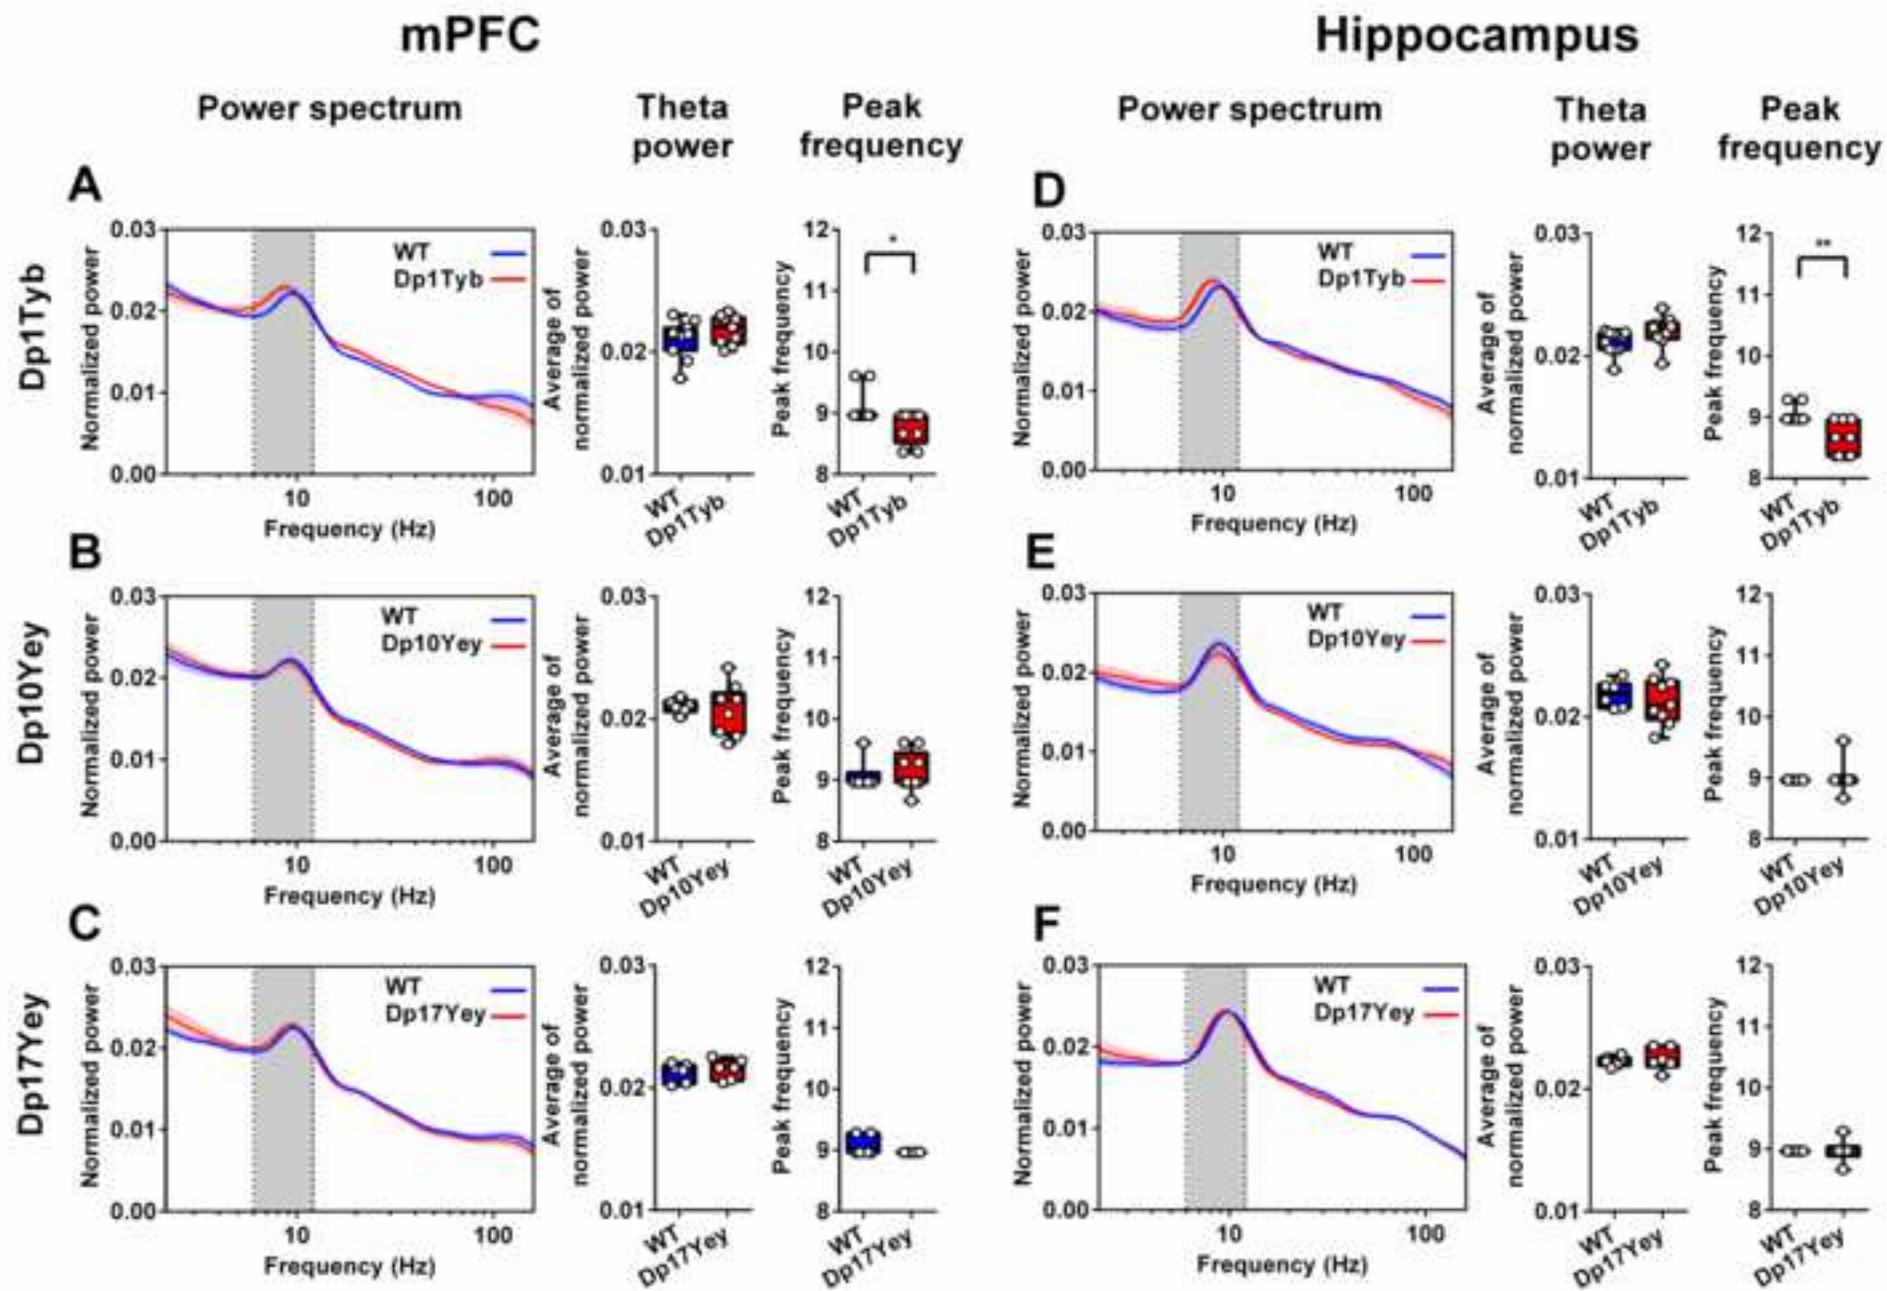 mPFC
Hippocampus
Power spectrum
Theta power
Peak frequency
Power spectrum
Theta power
Peak frequency
A
Dp1Tyb
Normalized power
0.03
0.02
0.01
0.00
10
100
Frequency (Hz)
WT
Dp1Tyb
Average of normalized power
0.03
0.02
0.01
WT
Dp1Tyb
Peak frequency
12
11
10
9
8
*
WT
Dp1Tyb
D
Normalized power
0.03
0.02
0.01
0.00
10
100
Frequency (Hz)
WT
Dp1Tyb
Average of normalized power
0.03
0.02
0.01
WT
Dp1Tyb
Peak frequency
12
11
10
9
8
**
WT
Dp1Tyb
B
Dp10Yey
Normalized power
0.03
0.02
0.01
0.00
10
100
Frequency (Hz)
WT
Dp10Yey
Average of normalized power
0.03
0.02
0.01
WT
Dp10Yey
Peak frequency
12
11
10
9
8
WT
Dp10Yey
E
Normalized power
0.03
0.02
0.01
0.00
10
100
Frequency (Hz)
WT
Dp10Yey
Average of normalized power
0.03
0.02
0.01
WT
Dp10Yey
Peak frequency
12
11
10
9
8
WT
Dp10Yey
C
Dp17Yey
Normalized power
0.03
0.02
0.01
0.00
10
100
Frequency (Hz)
WT
Dp17Yey
Average of normalized power
0.03
0.02
0.01
WT
Dp17Yey
Peak frequency
12
11
10
9
8
WT
Dp17Yey
F
Normalized power
0.03
0.02
0.01
0.00
10
100
Frequency (Hz)
WT
Dp17Yey
Average of normalized power
0.03
0.02
0.01
WT
Dp17Yey
Peak frequency
12
11
10
9
8
WT
Dp17Yey